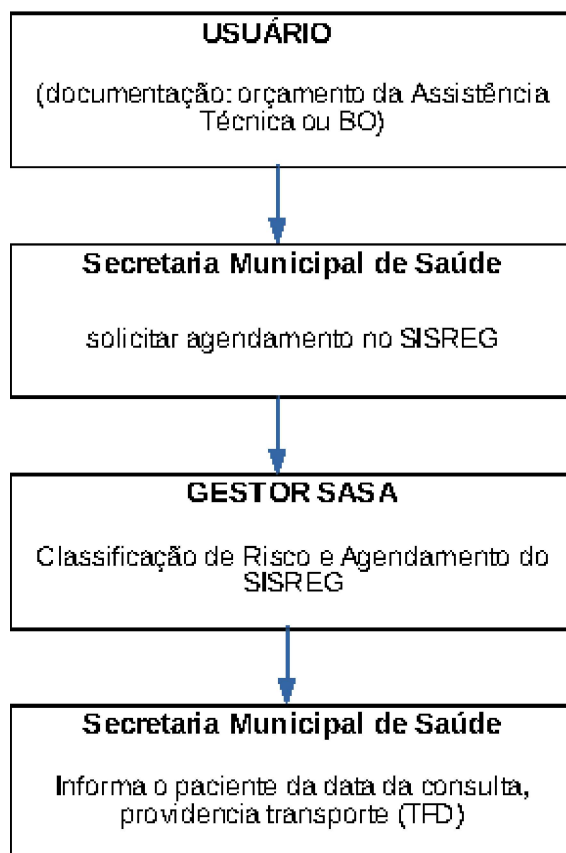 USUÁRIO
(documentação: orçamento da Assistência
Técnica ou BO)
Secretaria Municipal de Saúde
solicitar agendamento no SISREG
GESTOR SASA
Classificação de Risco e Agendamento do
SISREG
Secretaria Municipal de Saúde
Informa o paciente da data da consulta,
providencia transporte (TFD)